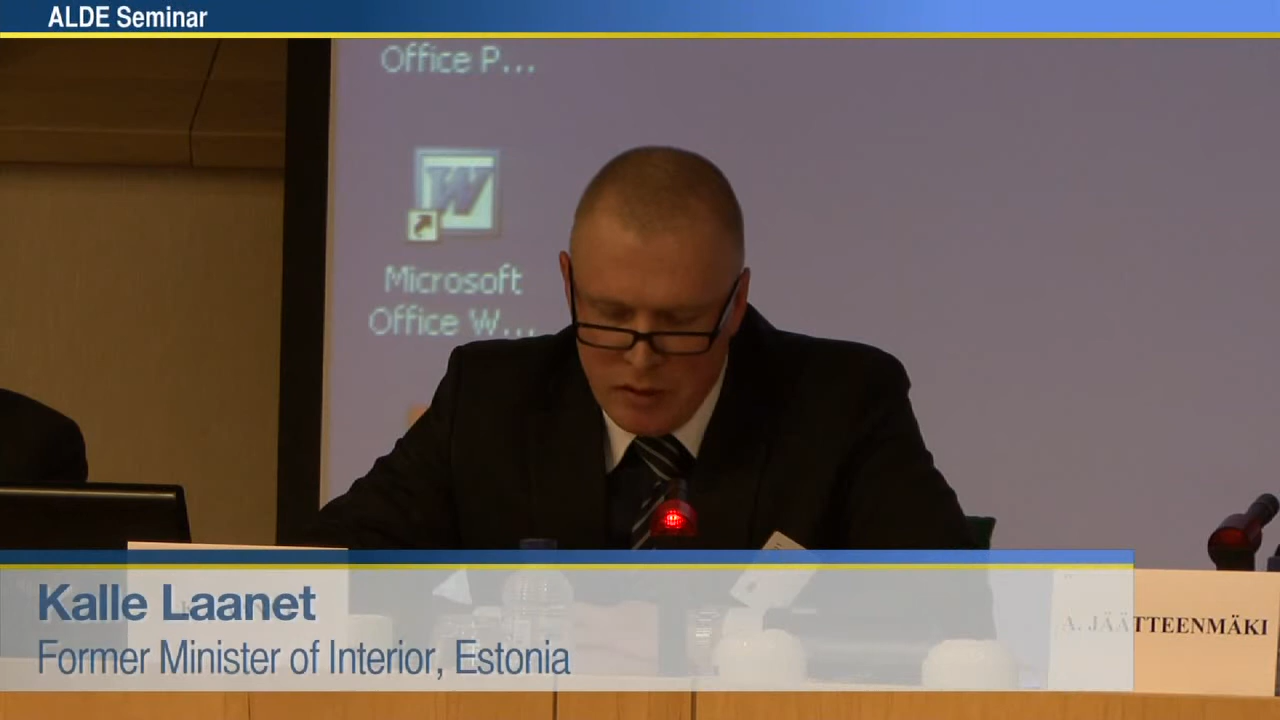 ALDE Seminar
Office P...
W
Microsoft
Office W...
Kalle Laanet
Former Minister of Interior, Estonia
A. JÄÄTTEENMÄKI